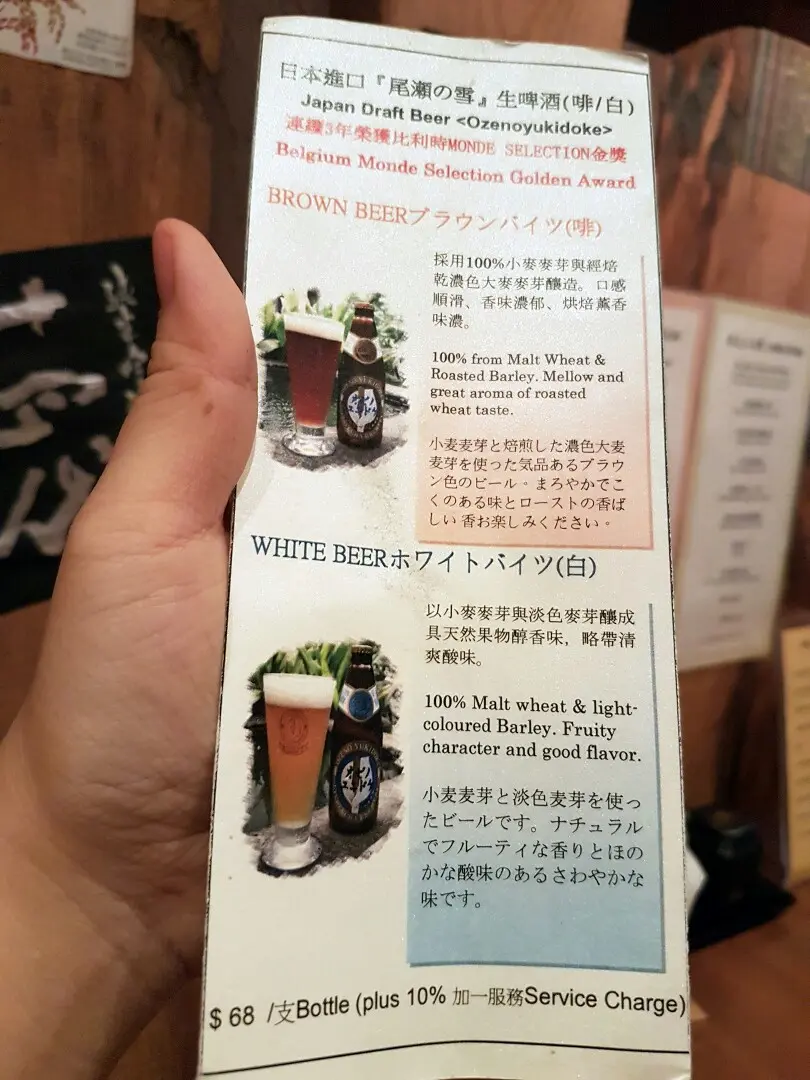 日本進口『尾瀬の雪』生啤酒(啡/白)
Japan Draft Beer <Ozenoyukidoke>
連續3年榮獲比利時MONDE SELECTION金獎
Belgium Monde Selection Golden Award
BROWN BEERブラウンバイツ(啡)
採用100%小麥麥芽與經焙
乾濃色大麥麥芽釀造。口感
順滑、香味濃郁、烘焙薰香
味濃。
100% from Malt Wheat &
Roasted Barley. Mellow and
great aroma of roasted
wheat taste.
小麦麦芽と焙煎した濃色大麦
麦芽を使った気品あるブラウ
ン色のビール。まろやかでこ
くのある味とローストの香ば
しい香お楽しみください。
WHITE BEERホワイトバイツ(白)
以小麥麥芽與淡色麥芽釀成
具天然果物醇香味，略帶清
爽酸味。
100% Malt wheat & light-
coloured Barley. Fruity
character and good flavor.
小麦麦芽と淡色麦芽を使っ
たビールです。ナチュラル
でフルーティな香りとほの
かな酸味のあるさわやかな
味です。
$ 68 /支Bottle (plus 10% 加一服務Service Charge)